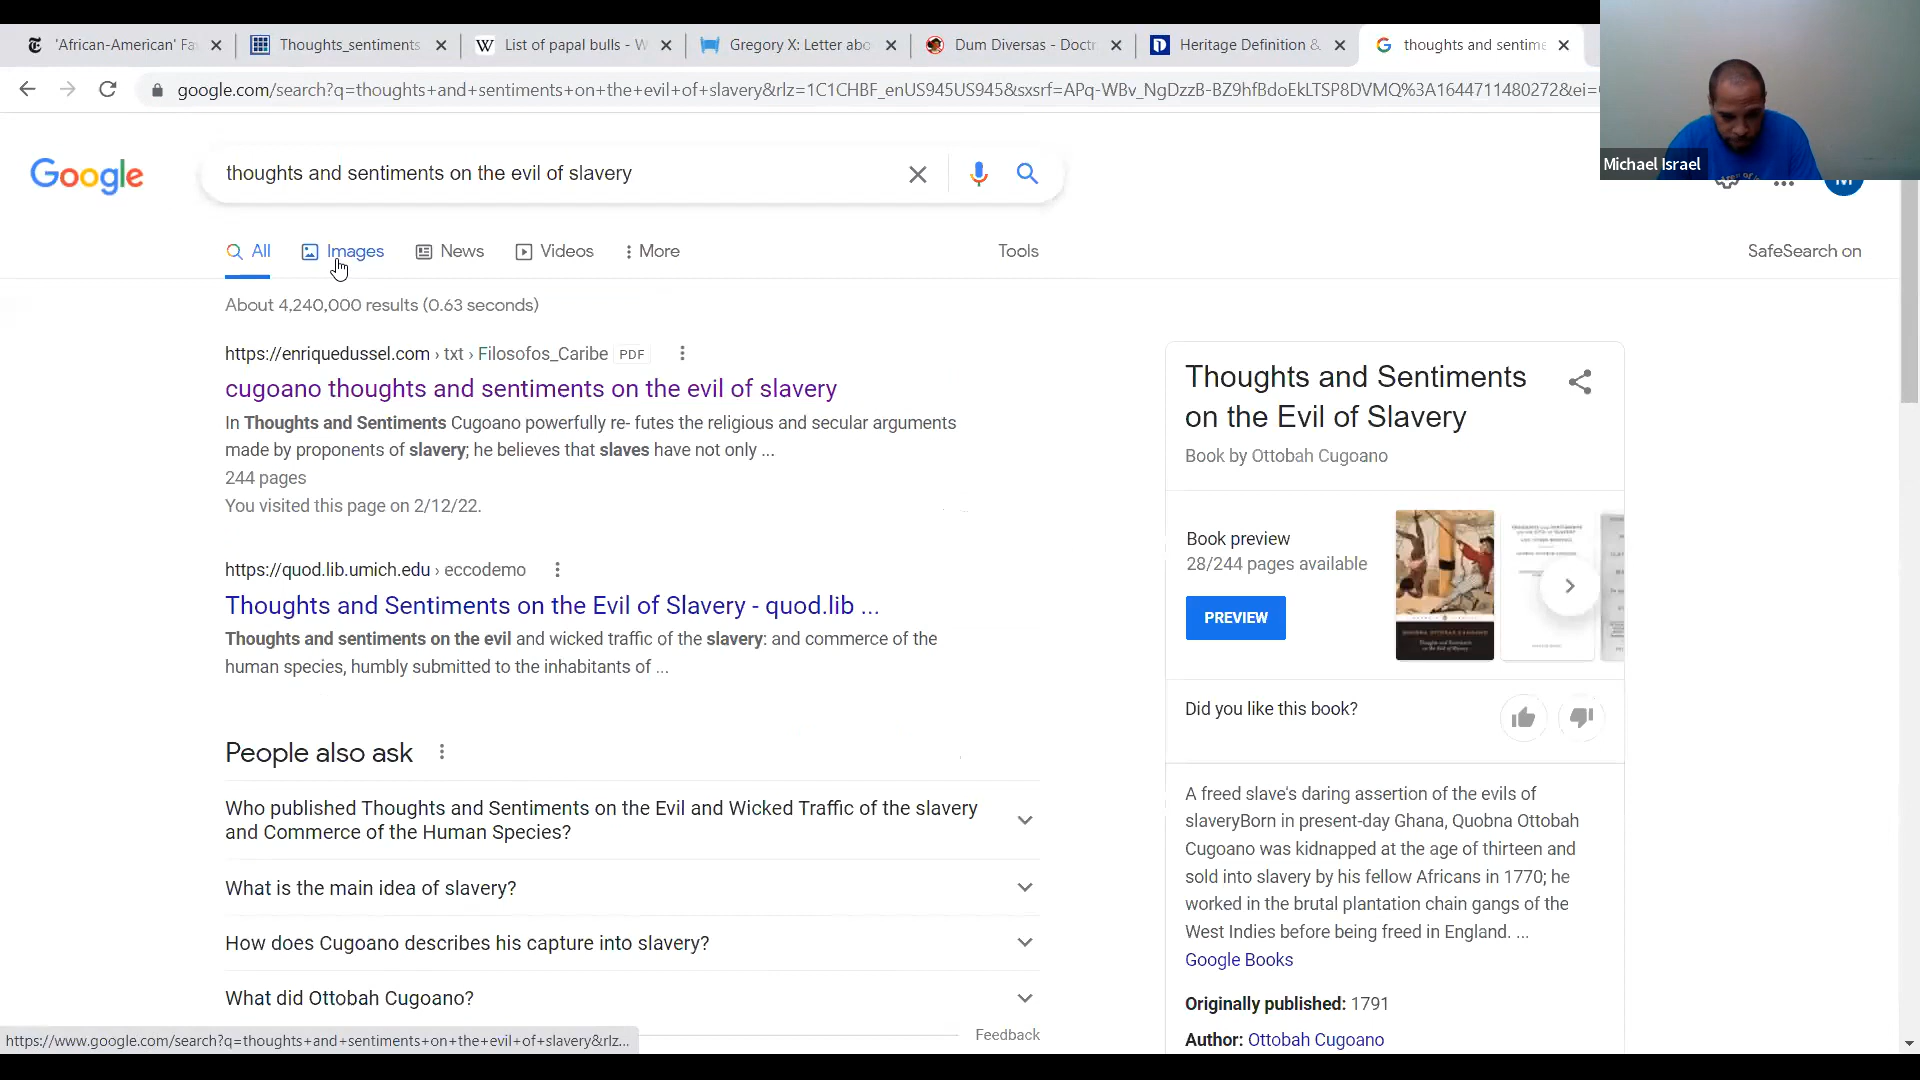 'African-American' Fa
Thoughts_sentiments
List of papal bulls - W
Gregory X: Letter abo
Dum Diversas - Doctr
Heritage Definition &
thoughts and sentime
google.com/search?q=thoughts+and+sentiments+on+the+evil+of+slavery&rlz=1C1CHBF_enUS945US945&sxsrf=APq-WBv_NgDzzB-BZ9hfBdoEkLTSP8DVMQ%3A1644711480272&ei=
Michael Israel
Google
thoughts and sentiments on the evil of slavery
All
Images
News
Videos
More
Tools
SafeSearch on
About 4,240,000 results (0.63 seconds)
https://enriquedussel.com › txt › Filosofos_Caribe PDF
cugoano thoughts and sentiments on the evil of slavery
In Thoughts and Sentiments Cugoano powerfully re- futes the religious and secular arguments
made by proponents of slavery; he believes that slaves have not only ...
244 pages
You visited this page on 2/12/22.
https://quod.lib.umich.edu › eccodemo
Thoughts and Sentiments on the Evil of Slavery - quod.lib ...
Thoughts and sentiments on the evil and wicked traffic of the slavery: and commerce of the
human species, humbly submitted to the inhabitants of ...
People also ask
Who published Thoughts and Sentiments on the Evil and Wicked Traffic of the slavery
and Commerce of the Human Species?
What is the main idea of slavery?
How does Cugoano describes his capture into slavery?
What did Ottobah Cugoano?
Feedback
https://www.google.com/search?q=thoughts+and+sentiments+on+the+evil+of+slavery&rlz...
Thoughts and Sentiments
on the Evil of Slavery
Book by Ottobah Cugoano
Book preview
28/244 pages available
PREVIEW
Did you like this book?
A freed slave's daring assertion of the evils of
slaveryBorn in present-day Ghana, Quobna Ottobah
Cugoano was kidnapped at the age of thirteen and
sold into slavery by his fellow Africans in 1770; he
worked in the brutal plantation chain gangs of the
West Indies before being freed in England. ...
Google Books
Originally published: 1791
Author: Ottobah Cugoano